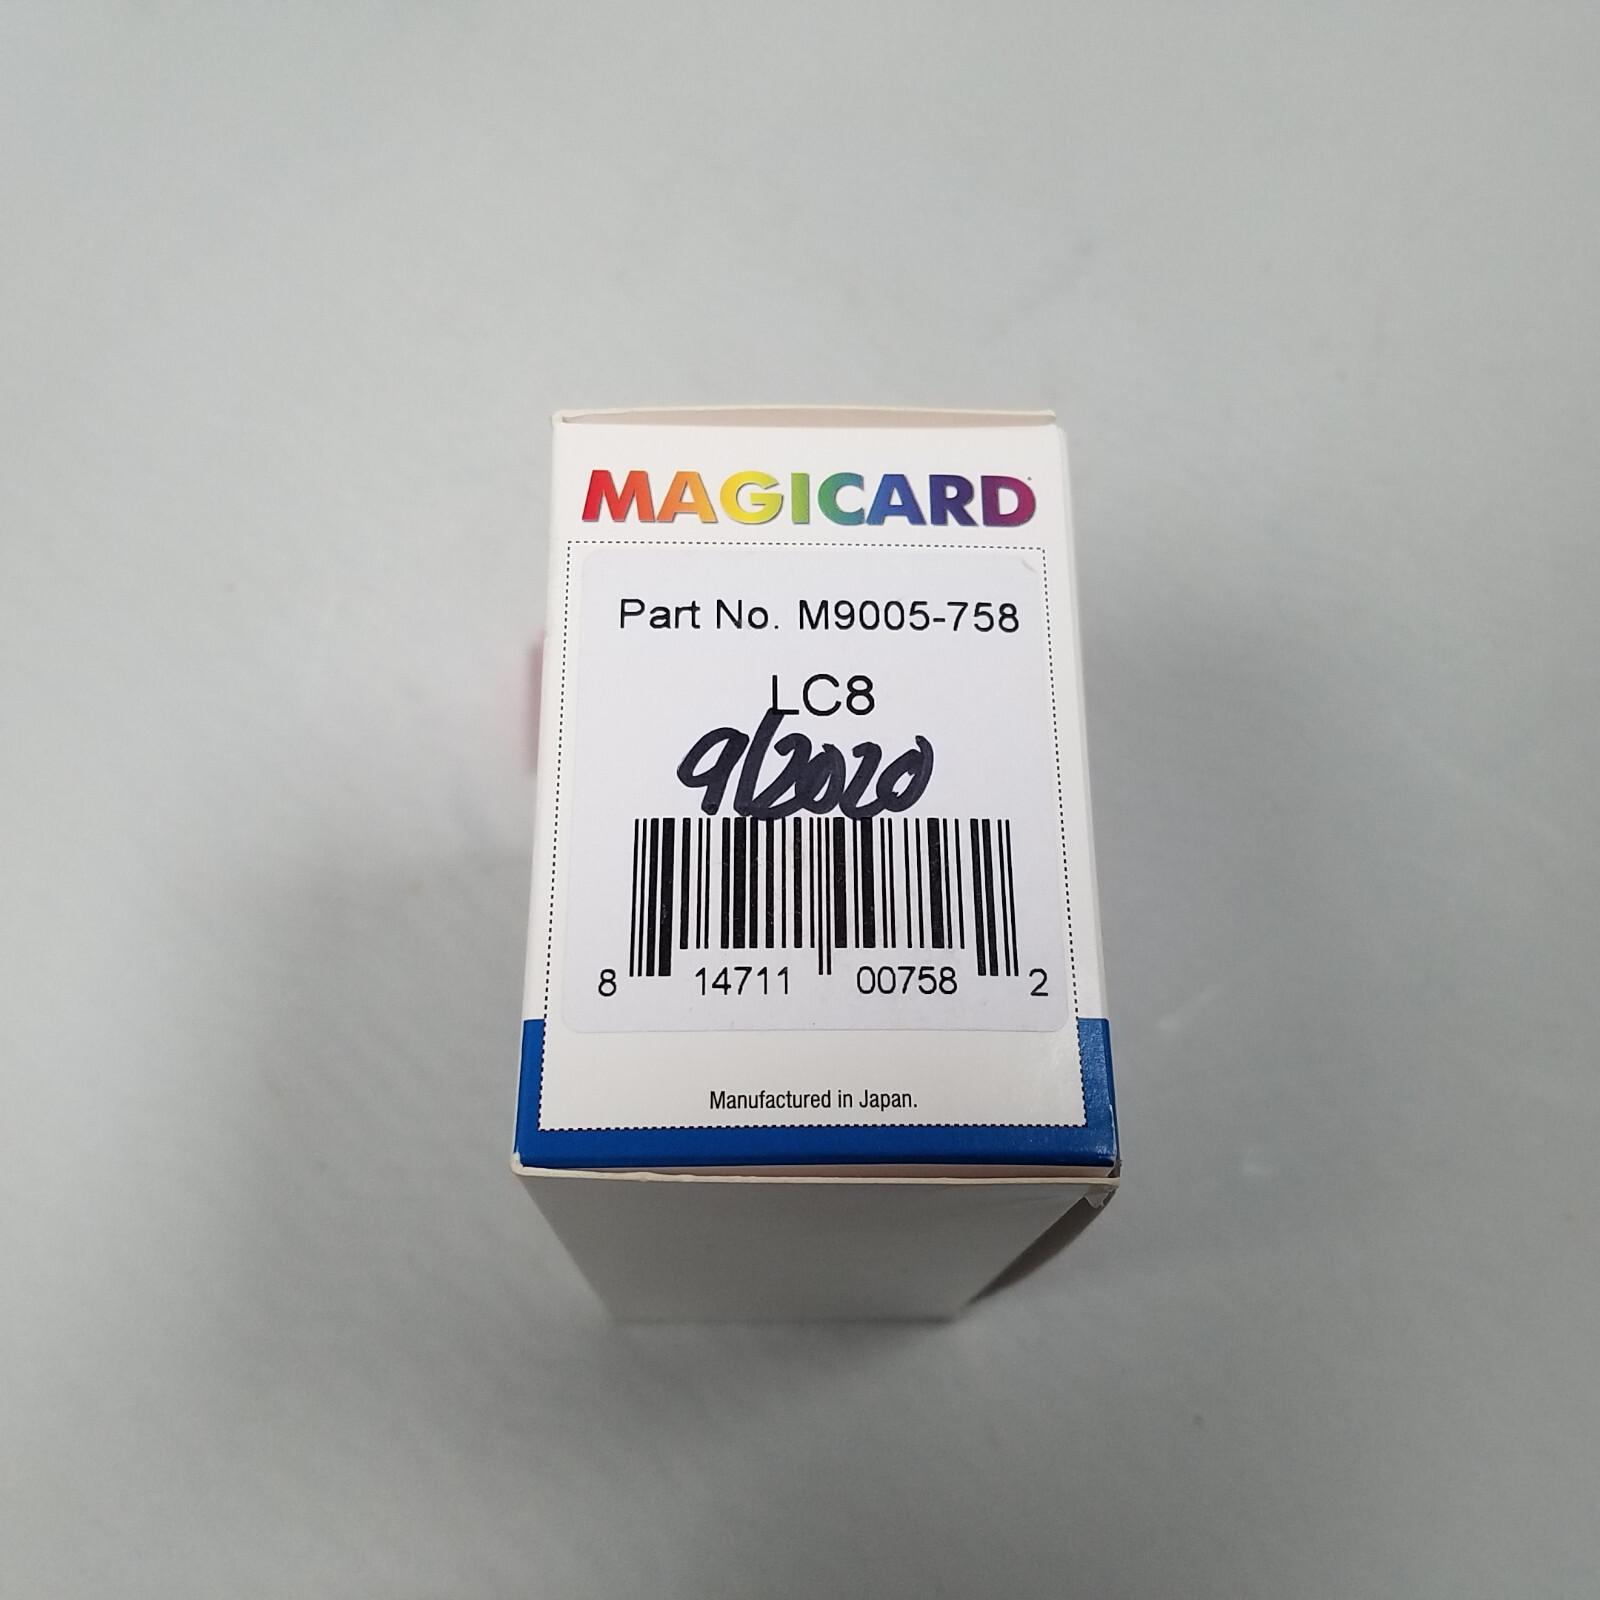 MAGICARD
Part No. M9005-758
LC8
9/2020
8 14711 00758 2
Manufactured in Japan.